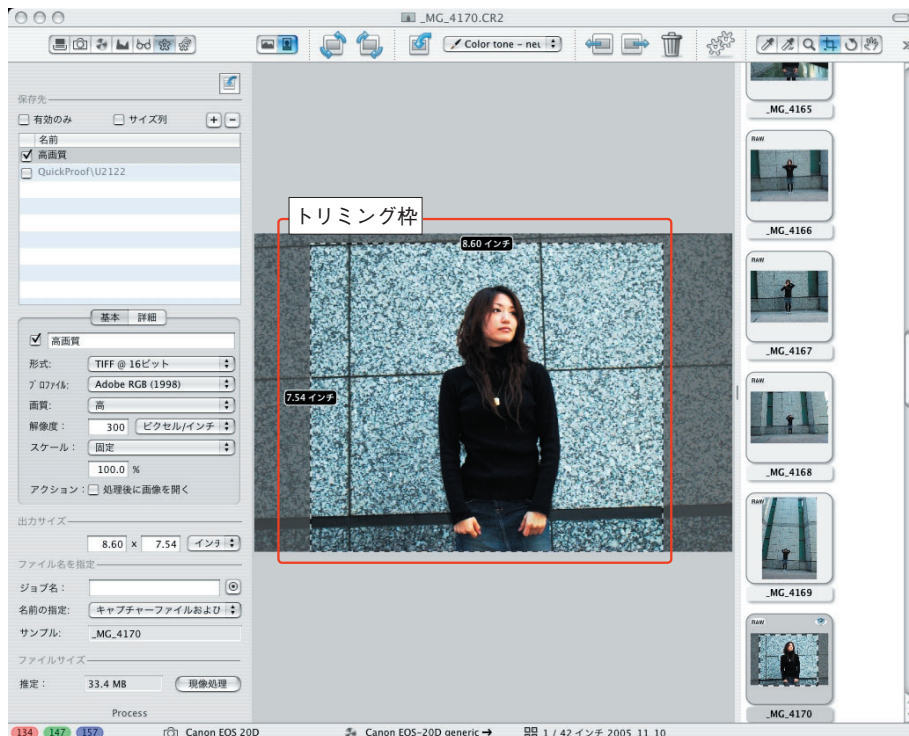 _MG_4170.CR2
Color tone – neu
保存先
有効のみ
サイズ列
+
−
名前
高画質
QuickProof\U2122
基本
詳細
高画質
形式:
TIFF @ 16ビット
プロファイル:
Adobe RGB (1998)
画質:
高
解像度：
300
ピクセル/インチ
スケール：
固定
100.0 %
アクション：
処理後に画像を開く
出力サイズ
8.60 x 7.54
インチ
ファイル名を指定
ジョブ名：
名前の指定:
キャプチャーファイルおよび
サンプル:
_MG_4170
ファイルサイズ
推定：
33.4 MB
現像処理
Process
トリミング枠
8.60 インチ
7.54 インチ
_MG_4165
RAW
_MG_4166
RAW
_MG_4167
RAW
_MG_4168
RAW
_MG_4169
RAW
_MG_4170
134
147
157
Canon EOS 20D
Canon EOS-20D generic
1 / 42 インチ 2005_11_10